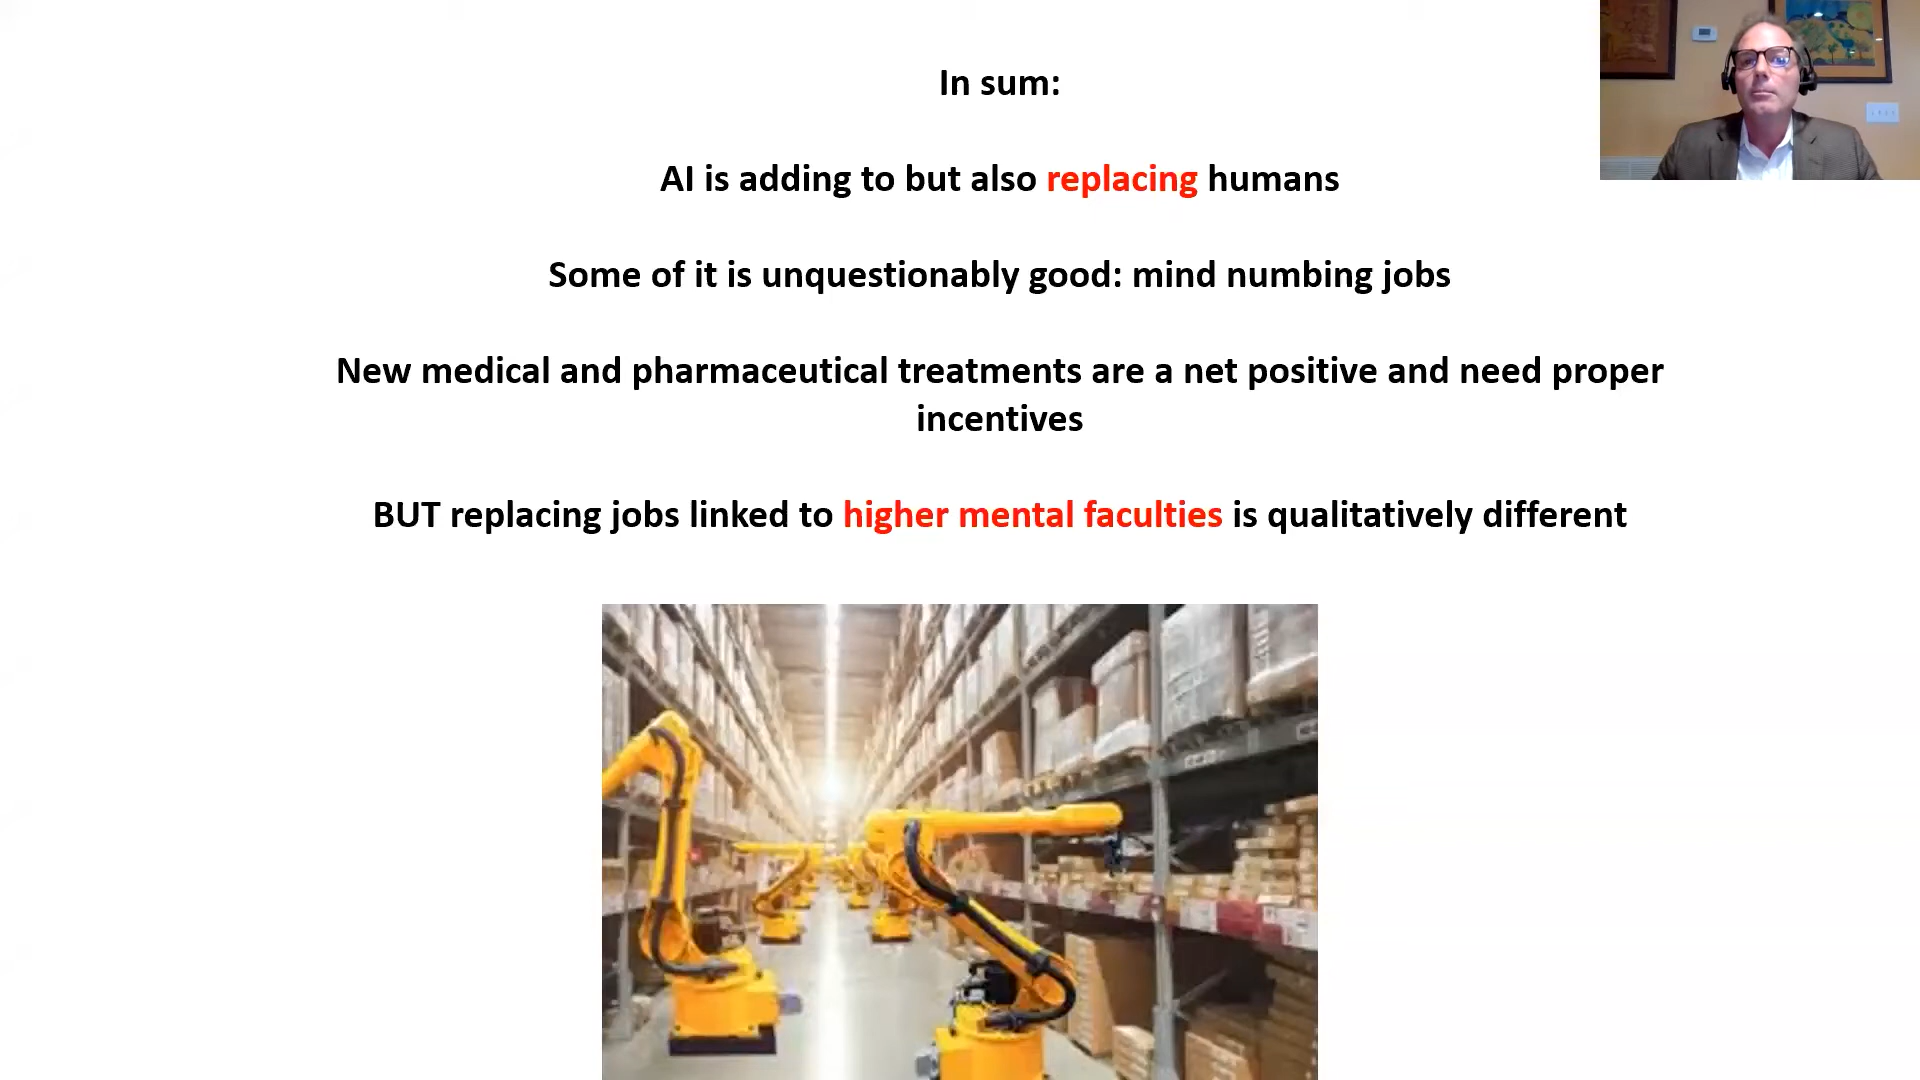 In sum:
AI is adding to but also replacing humans
Some of it is unquestionably good: mind numbing jobs
New medical and pharmaceutical treatments are a net positive and need proper
incentives
BUT replacing jobs linked to higher mental faculties is qualitatively different